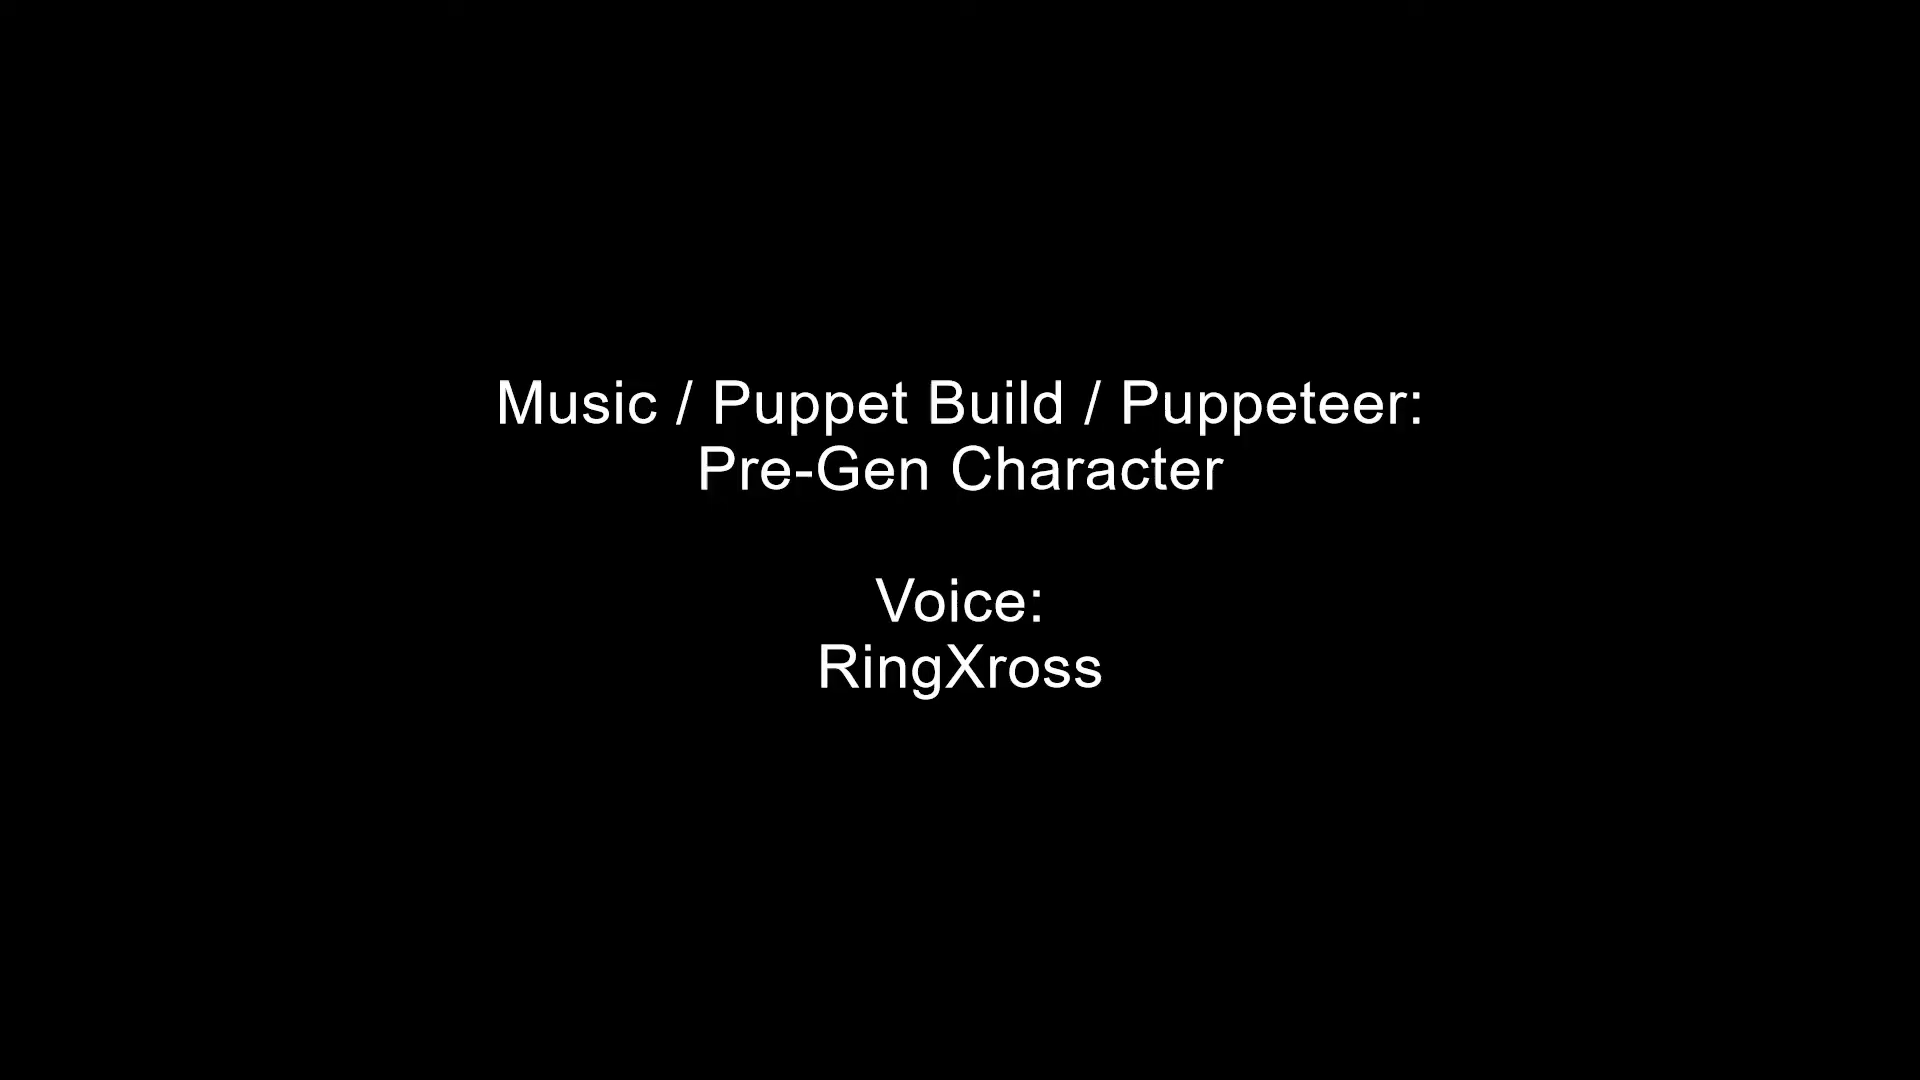 Music / Puppet Build / Puppeteer:
Pre-Gen Character
Voice:
RingXross